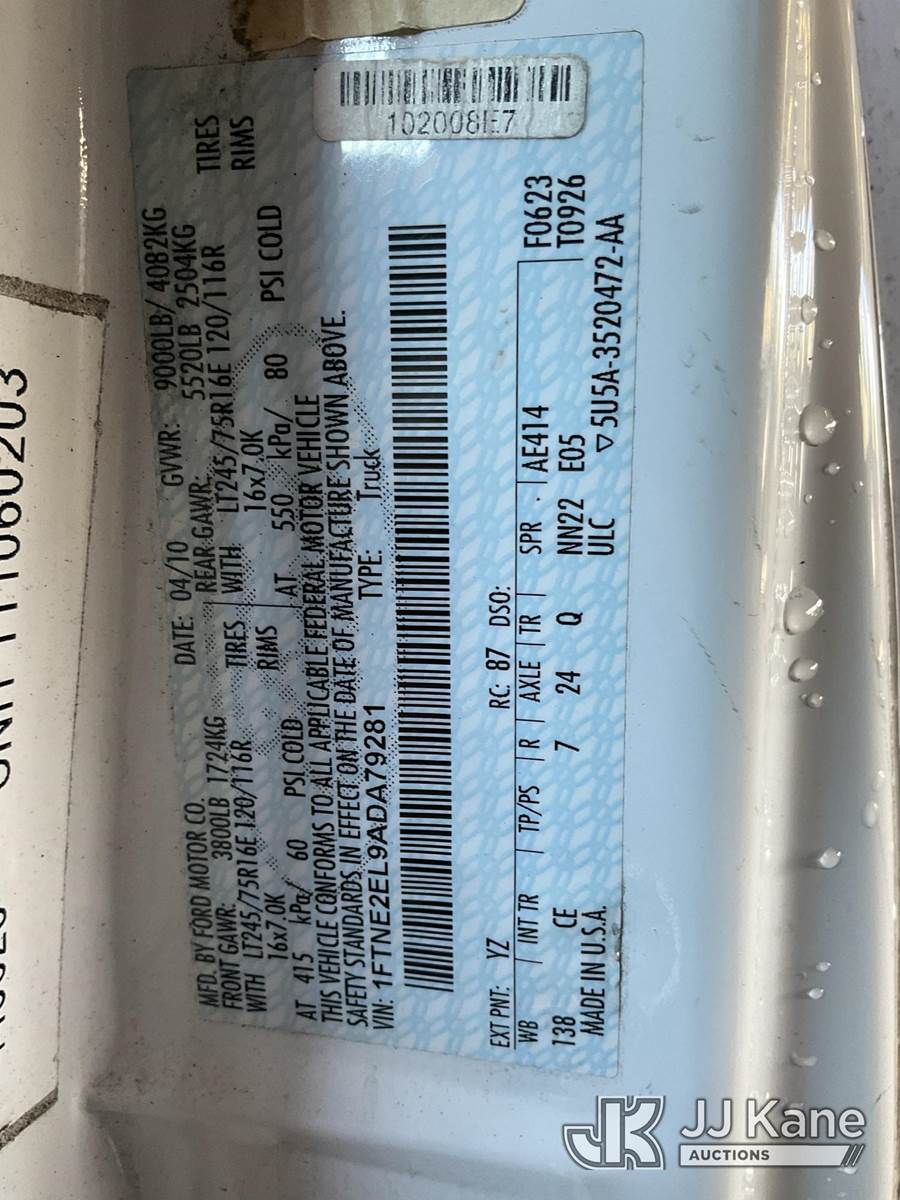 102008H7
MFD. BY FORD MOTOR CO. DATE: 04/10 GVWR: 9000LB/ 4082KG
FRONT GAWR: 3800LB 1724KG REAR GAWR: 5520LB 2504KG
WITH LT245/75R16E 120/116R TIRES WITH LT245/75R16E 120/116R TIRES
16x7.0K RIMS 16x7.0K RIMS
AT 415 kPa/ 60 PSI COLD AT 550 kPa/ 80 PSI COLD
THIS VEHICLE CONFORMS TO ALL APPLICABLE FEDERAL MOTOR VEHICLE
SAFETY STANDARDS IN EFFECT ON THE DATE OF MANUFACTURE SHOWN ABOVE.
VIN: 1FTNE2EL9ADA79281 TYPE: Truck
EXT PNT: YZ RC: 87 DSO:
WB / INT TR | TP/PS | R | AXLE | TR | SPR . | AE414 F0623
138 CE 7 24 Q NN22 E05 T0926
MADE IN U.S.A. ULC ▽5U5A-3520472-AA
JK JJ Kane
AUCTIONS